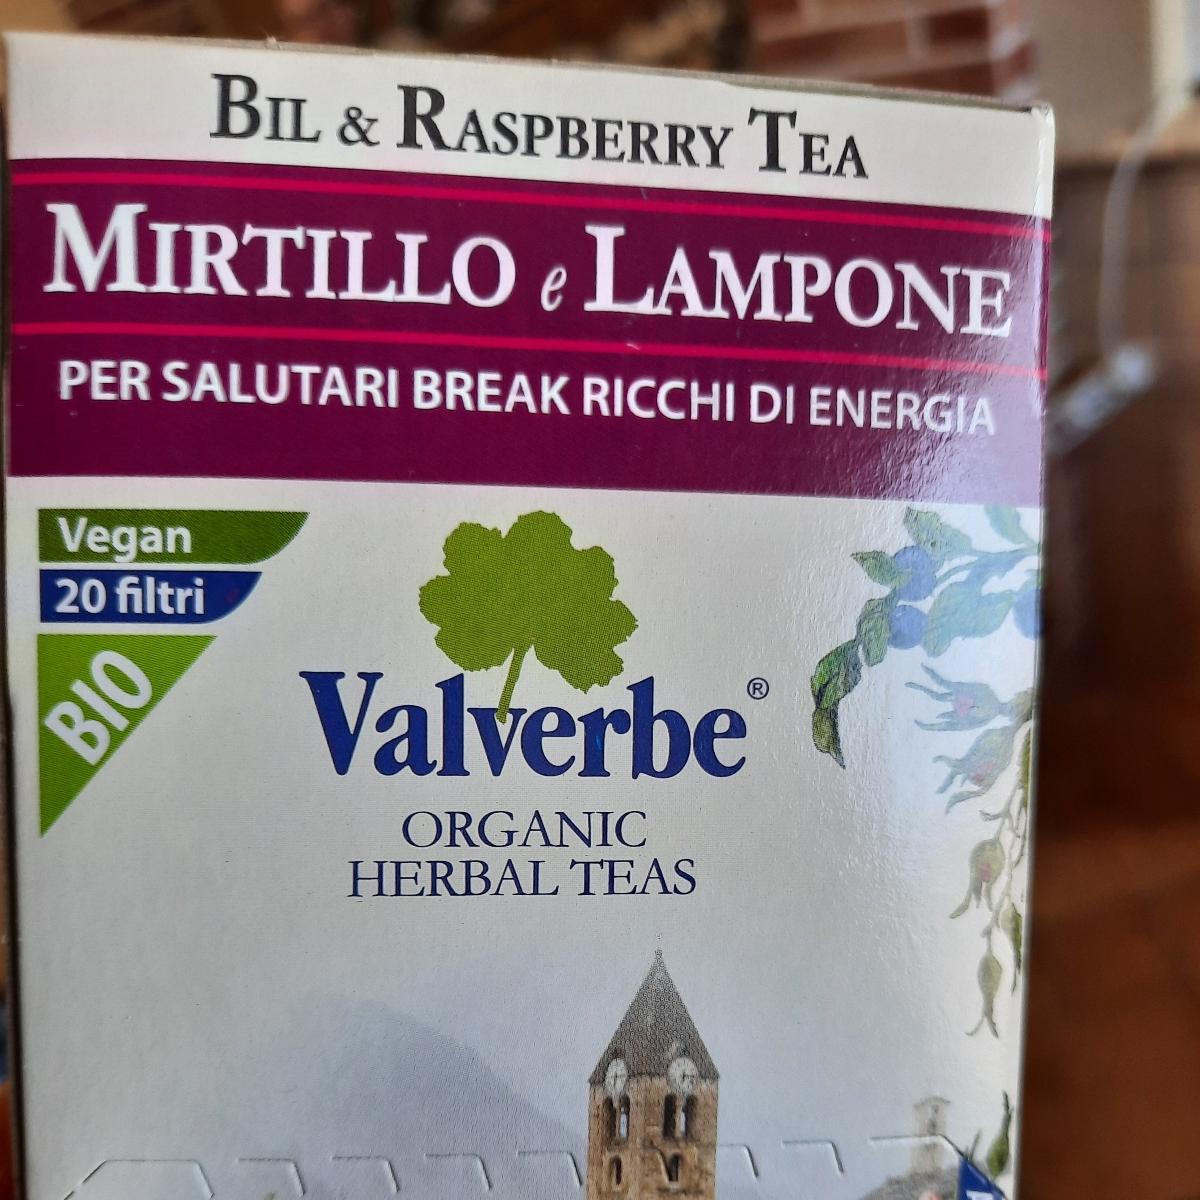 BIL & RASPBERRY TEA
MIRTILLO e LAMPONE
PER SALUTARI BREAK RICCHI DI ENERGIA
Vegan
20 filtri
BIO
Valverbe®
ORGANIC
HERBAL TEAS